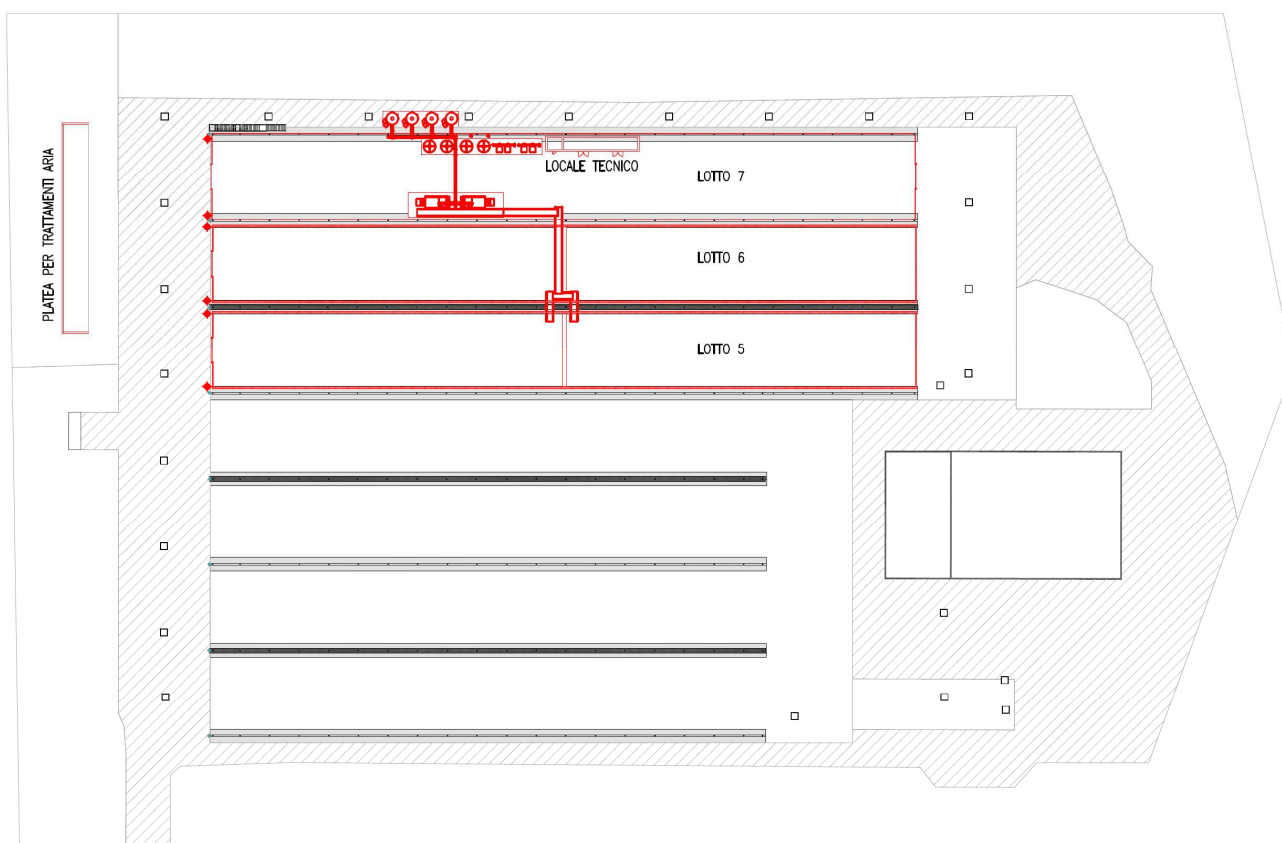 PLATEA PER TRATTAMENTI ARIA
LOCALE TECNICO
LOTTO 7
LOTTO 6
LOTTO 5